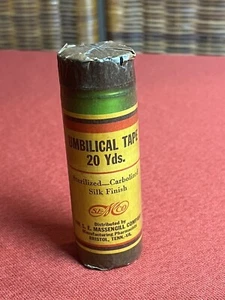 UMBILICAL TAPE
20 Yds.
Sterilized—Carbolized
Silk Finish
Distributed by
THE S. E. MASSENGILL COMPANY
Manufacturing Pharmacists
BRISTOL, TENN.-VA.